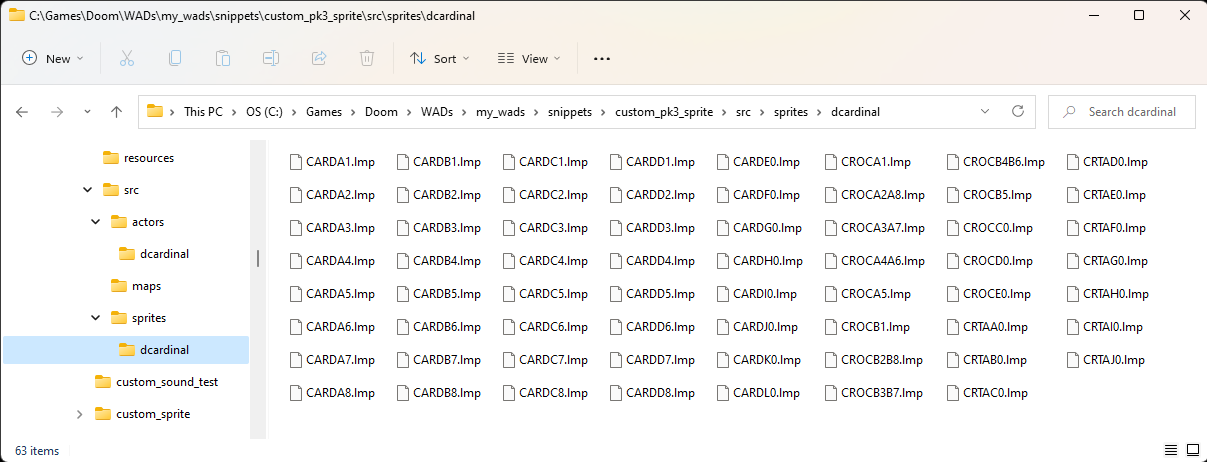 C:\Games\Doom\WADs\my_wads\snippets\custom_pk3_sprite\src\sprites\dcardinal
New Sort View
This PC OS (C:) Games Doom WADs my_wads snippets custom_pk3_sprite src sprites dcardinal Search dcardinal
resources
src
actors
dcardinal
maps
sprites
dcardinal
custom_sound_test
custom_sprite
CARDA1.lmp CARDB1.lmp CARDC1.lmp CARDD1.lmp CARDE0.lmp CROCA1.lmp CROCB4B6.lmp CRTAD0.lmp
CARDA2.lmp CARDB2.lmp CARDC2.lmp CARDD2.lmp CARDF0.lmp CROCA2A8.lmp CROCB5.lmp CRTAE0.lmp
CARDA3.lmp CARDB3.lmp CARDC3.lmp CARDD3.lmp CARDG0.lmp CROCA3A7.lmp CROCC0.lmp CRTAF0.lmp
CARDA4.lmp CARDB4.lmp CARDC4.lmp CARDD4.lmp CARDH0.lmp CROCA4A6.lmp CROCD0.lmp CRTAG0.lmp
CARDA5.lmp CARDB5.lmp CARDC5.lmp CARDD5.lmp CARDI0.lmp CROCA5.lmp CROCE0.lmp CRTAH0.lmp
CARDA6.lmp CARDB6.lmp CARDC6.lmp CARDD6.lmp CARDJ0.lmp CROCB1.lmp CRTAA0.lmp CRTAI0.lmp
CARDA7.lmp CARDB7.lmp CARDC7.lmp CARDD7.lmp CARDK0.lmp CROCB2B8.lmp CRTAB0.lmp CRTAJ0.lmp
CARDA8.lmp CARDB8.lmp CARDC8.lmp CARDD8.lmp CARDL0.lmp CROCB3B7.lmp CRTAC0.lmp
63 items